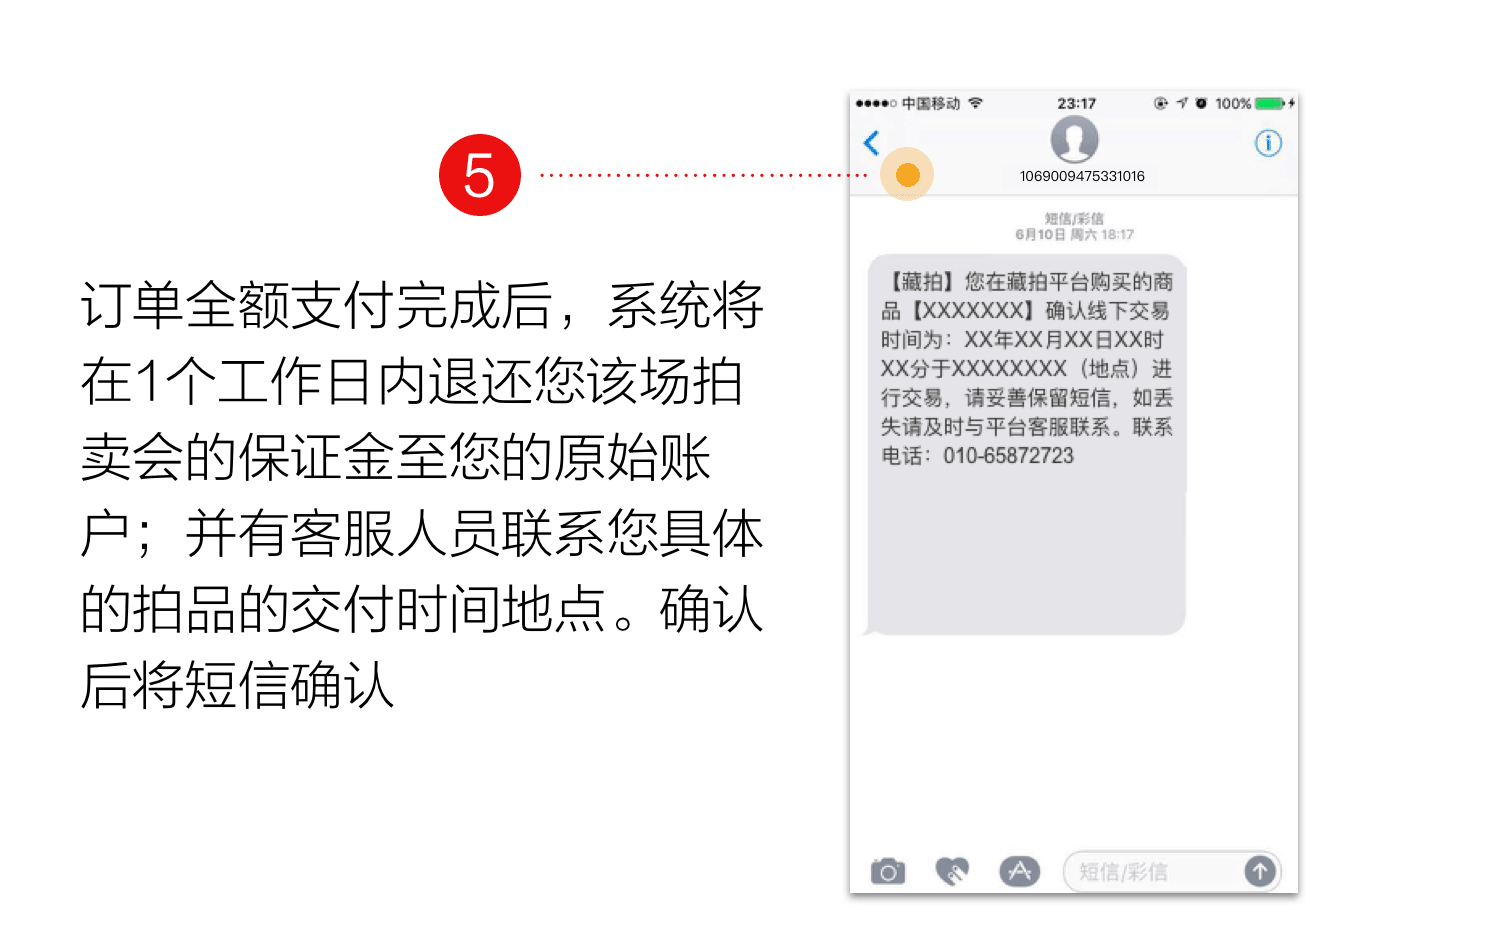 5
订单全额支付完成后，系统将
在1个工作日内退还您该场拍
卖会的保证金至您的原始账
户；并有客服人员联系您具体
的拍品的交付时间地点。确认
后将短信确认
中国移动 23:17 100%
1069009475331016
短信/彩信
6月10日 周六 18:17
【藏拍】您在藏拍平台购买的商
品【XXXXXXX】确认线下交易
时间为：XX年XX月XX日XX时
XX分于XXXXXXXX（地点）进
行交易，请妥善保留短信，如丢
失请及时与平台客服联系。联系
电话：010-65872723
短信/彩信